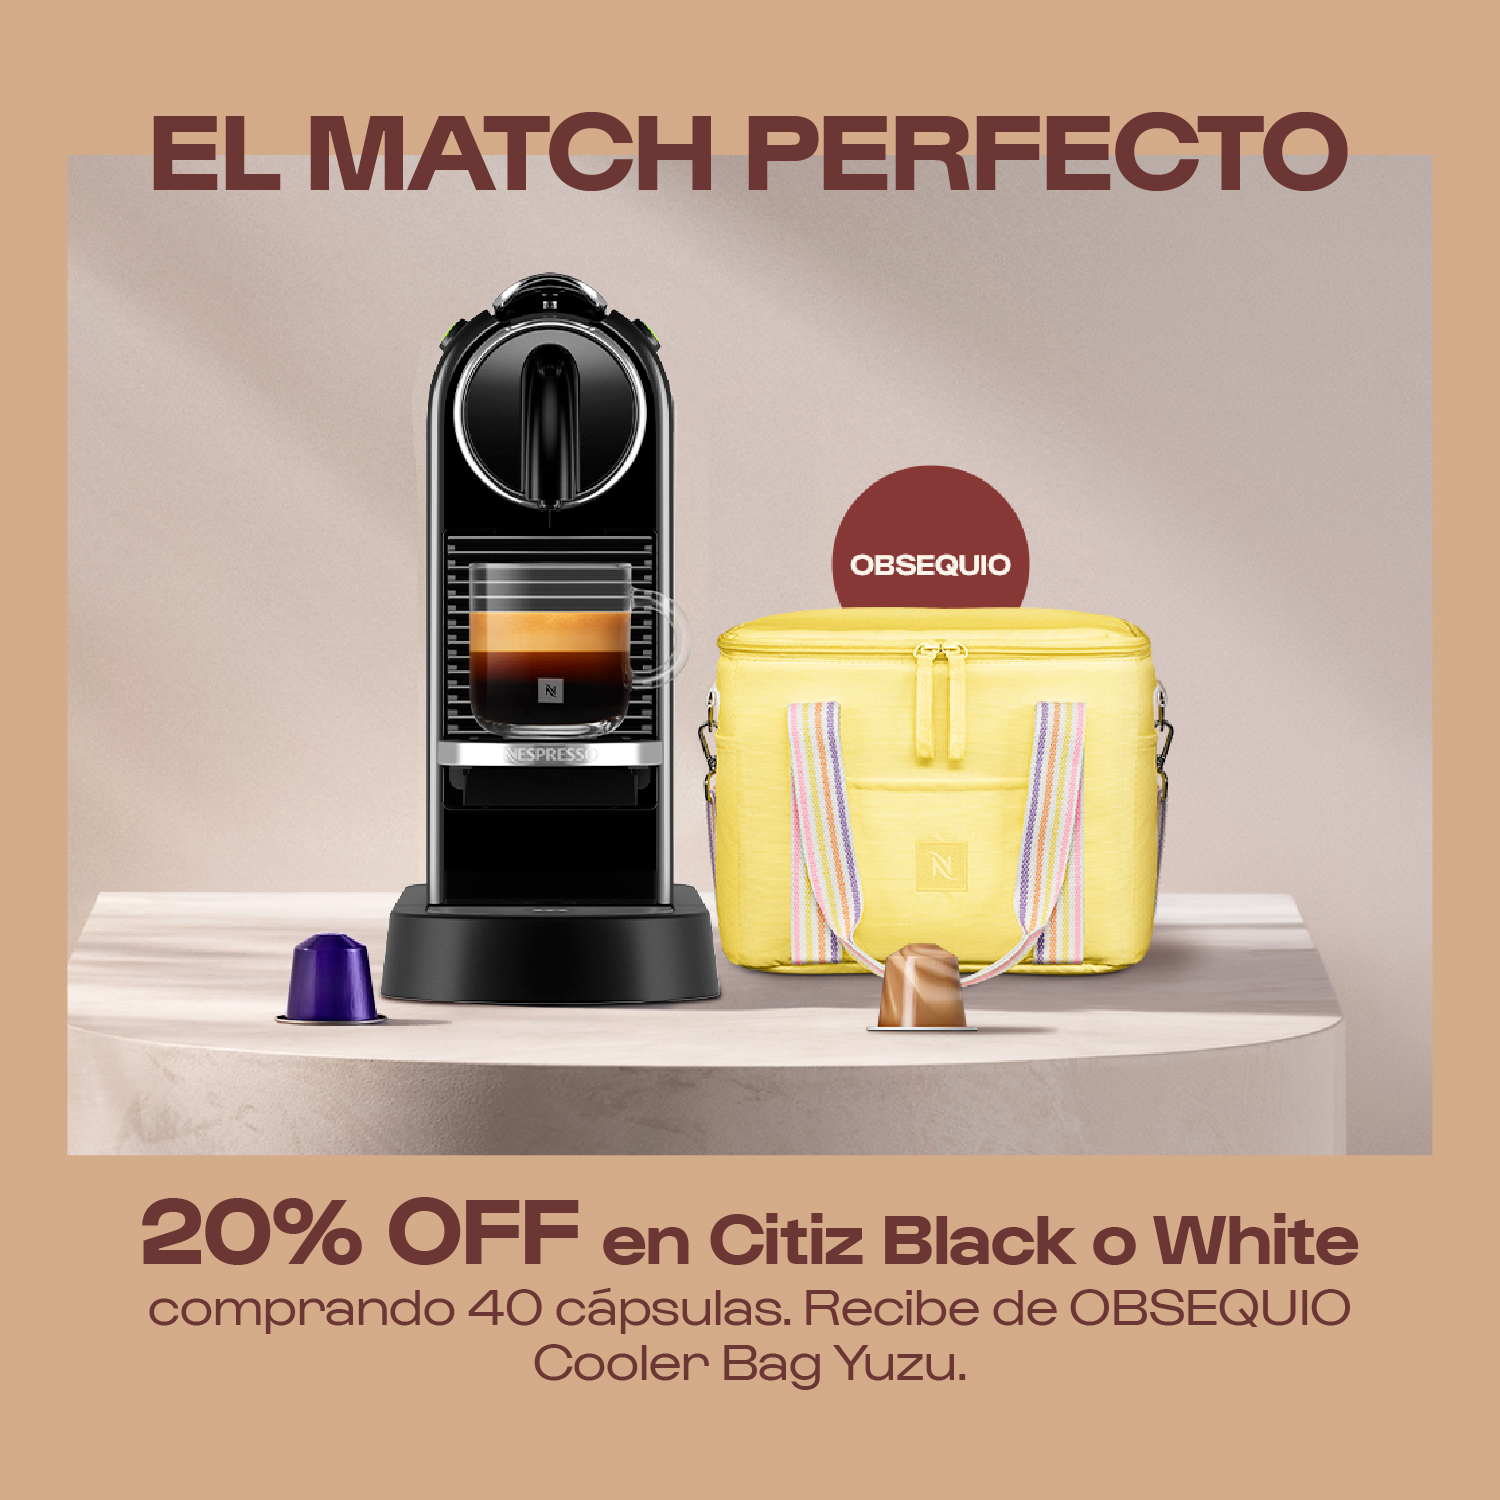 EL MATCH PERFECTO
OBSEQUIO
NESPRESSO
20% OFF en Citiz Black o White
comprando 40 cápsulas. Recibe de OBSEQUIO
Cooler Bag Yuzu.